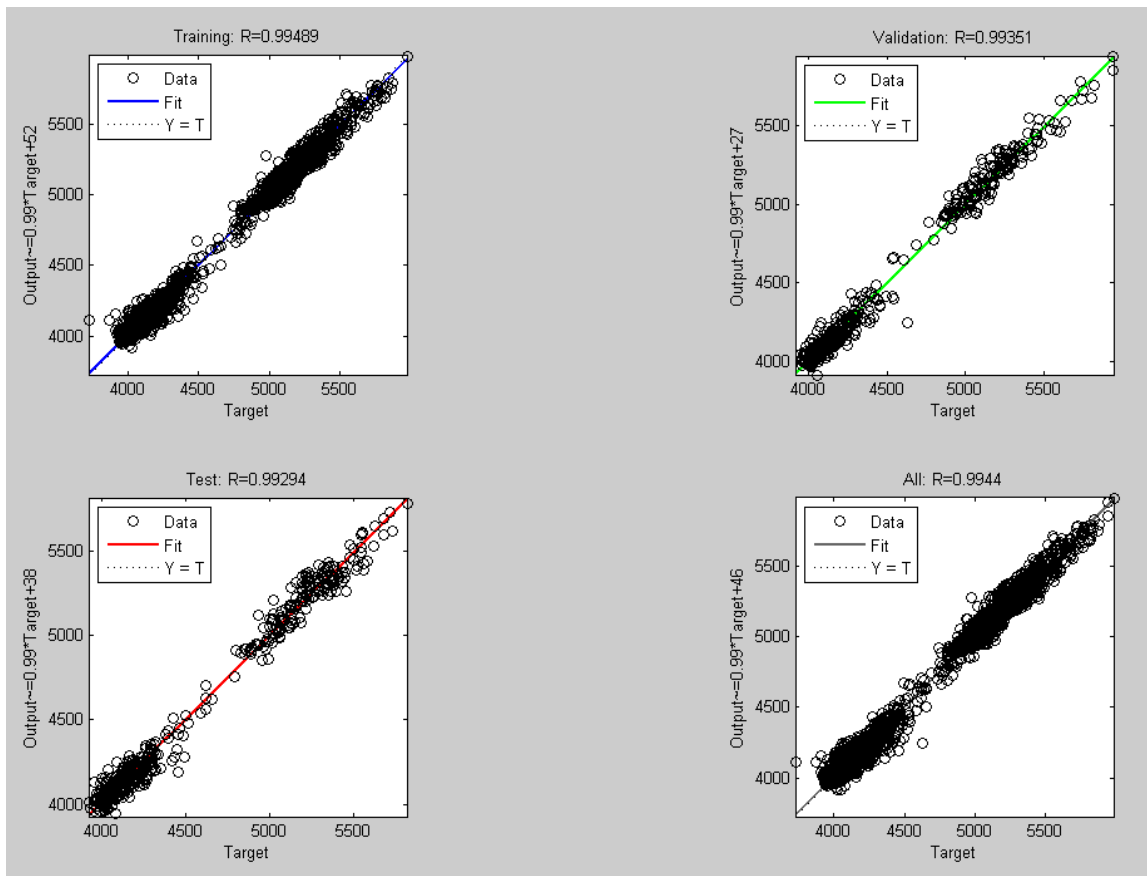 Training: R=0.99489
Data
Fit
Y = T
Output~=0.99*Target+52
5500
5000
4500
4000
4000 4500 5000 5500
Target
Validation: R=0.99351
Data
Fit
Y = T
Output~=0.99*Target+27
5500
5000
4500
4000
4000 4500 5000 5500
Target
Test: R=0.99294
Data
Fit
Y = T
Output~=0.99*Target+38
5500
5000
4500
4000
4000 4500 5000 5500
Target
All: R=0.9944
Data
Fit
Y = T
Output~=0.99*Target+46
5500
5000
4500
4000
4000 4500 5000 5500
Target